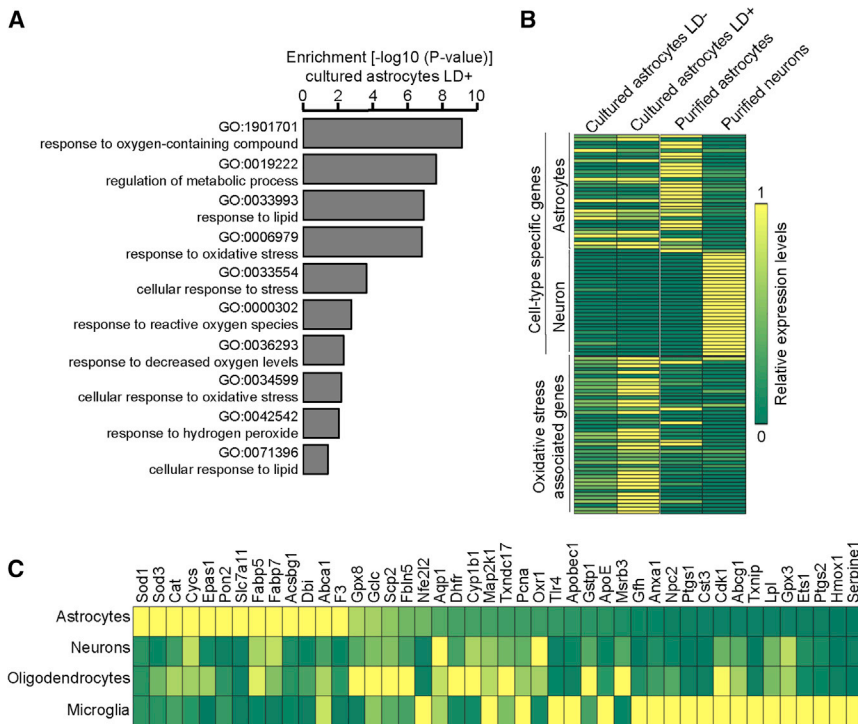 A
Enrichment [-log10 (P-value)]
cultured astrocytes LD+
0 2 4 6 8 10
GO:1901701
response to oxygen-containing compound
GO:0019222
regulation of metabolic process
GO:0033993
response to lipid
GO:0006979
response to oxidative stress
GO:0033554
cellular response to stress
GO:0000302
response to reactive oxygen species
GO:0036293
response to decreased oxygen levels
GO:0034599
cellular response to oxidative stress
GO:0042542
response to hydrogen peroxide
GO:0071396
cellular response to lipid
B
Cultured astrocytes LD-
Cultured astrocytes LD+
Purified astrocytes
Purified neurons
Cell-type specific genes
Astrocytes
Neuron
Oxidative stress
associated genes
1
Relative expression levels
0
C
Sod1 Sod3 Cat Cycs Epas1 Pon2 Slc7a11 Fabp5 Fabp7 Acsbg1 Dbi Abca1 F3 Gpx8 Gclc Scp2 Fbln5 Nfe2l2 Aqp1 Dhfr Cyp1b1 Map2k1 Txndc17 Pcna Oxr1 Tlr4 Apobec1 Gstp1 ApoE Msrb3 Gfh Anxa1 Npc2 Ptgs1 Cst3 Cdk1 Abcg1 Txnip Lpl Gpx3 Ets1 Ptgs2 Hmox1 Serpine1
Astrocytes
Neurons
Oligodendrocytes
Microglia